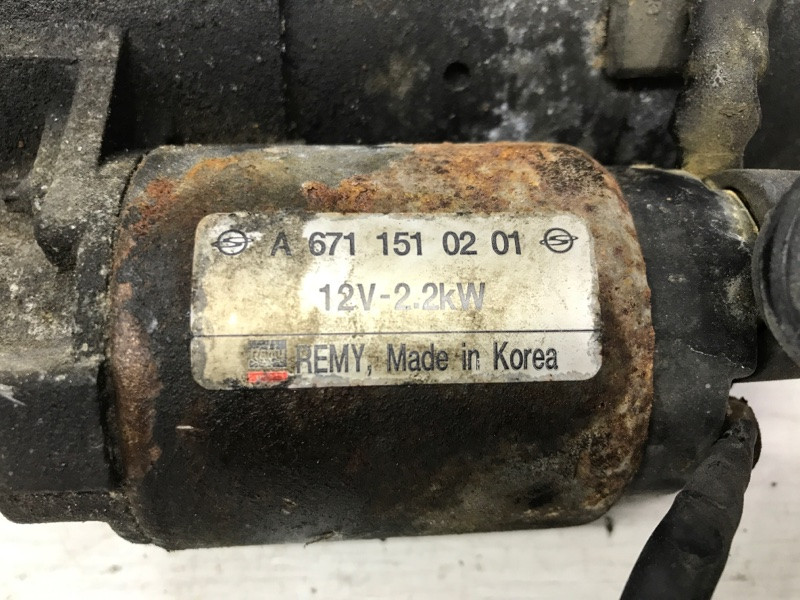 A 671 151 02 01
12V-2.2kW
REMY, Made in Korea